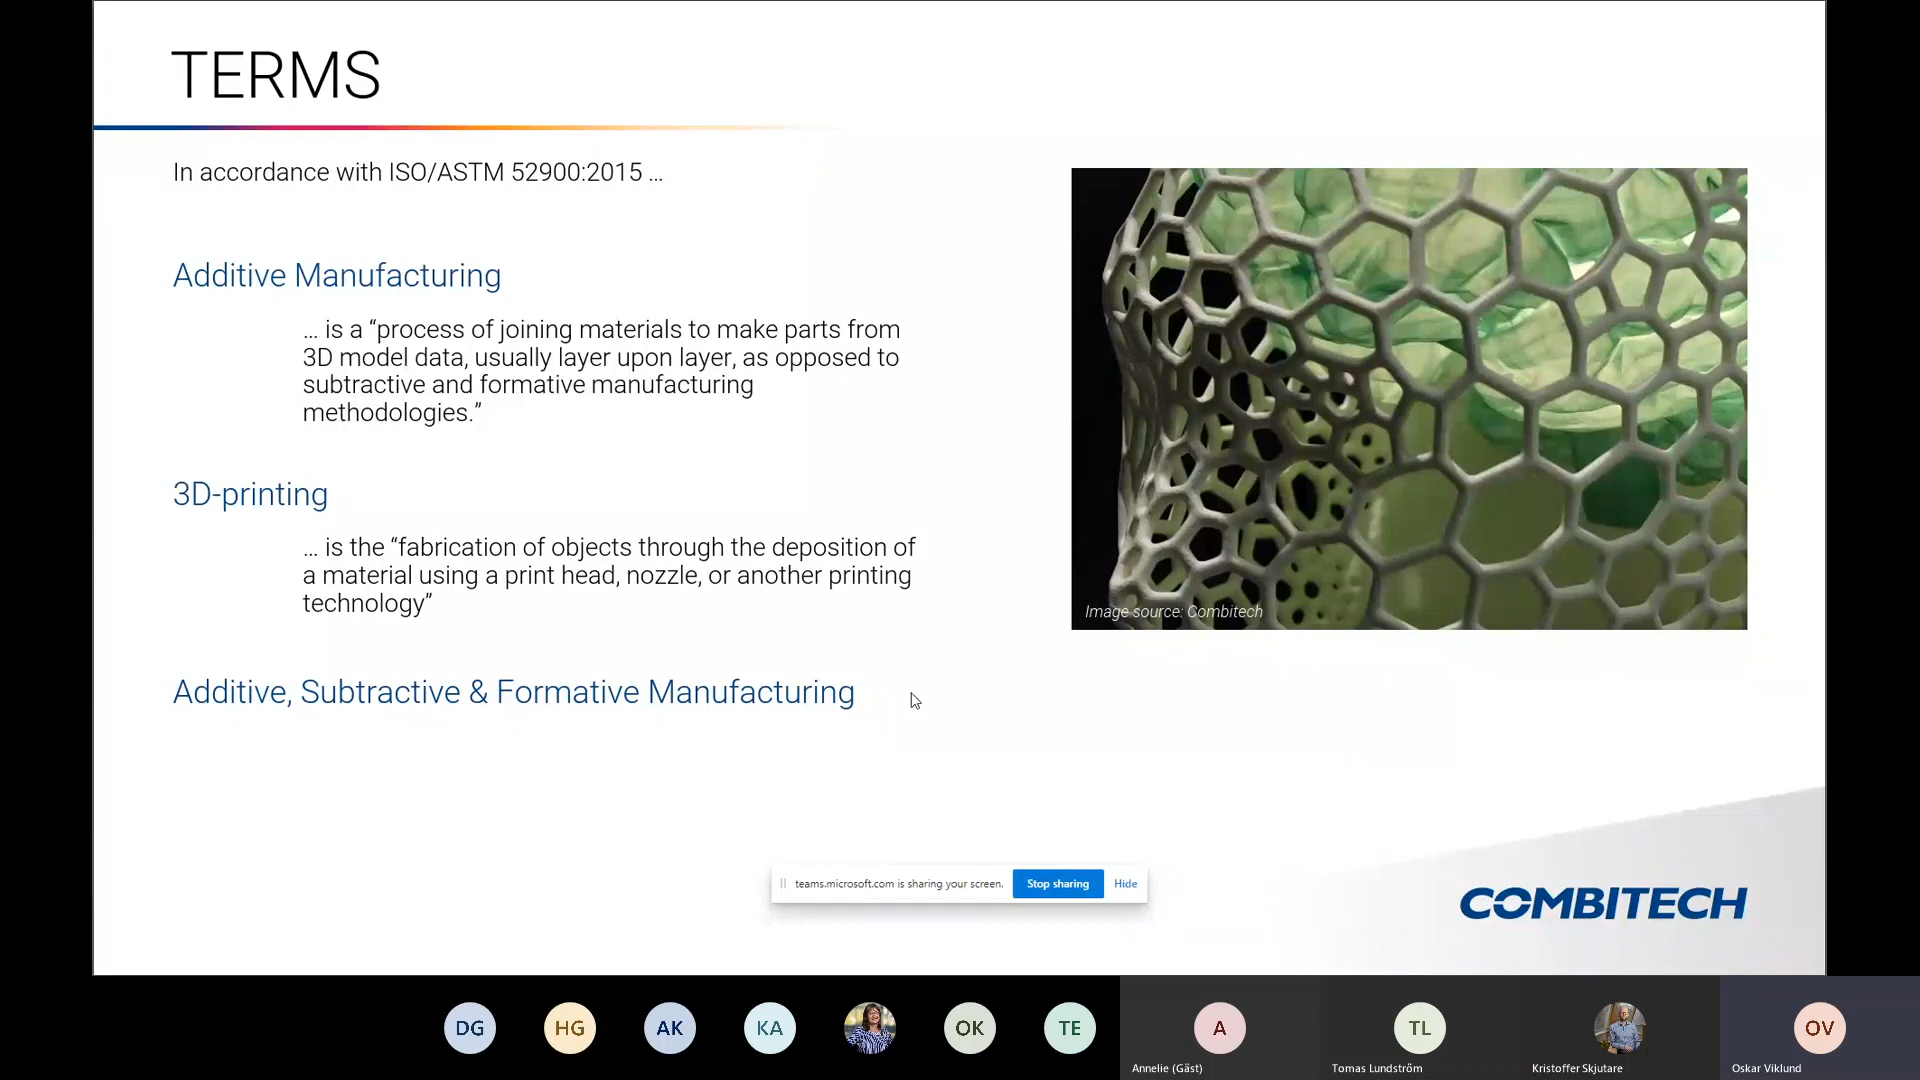 TERMS
In accordance with ISO/ASTM 52900:2015 ...
Additive Manufacturing
... is a “process of joining materials to make parts from
3D model data, usually layer upon layer, as opposed to
subtractive and formative manufacturing
methodologies.”
3D-printing
... is the “fabrication of objects through the deposition of
a material using a print head, nozzle, or another printing
technology”
Additive, Subtractive & Formative Manufacturing
Image source: Combitech
teams.microsoft.com is sharing your screen.
Stop sharing
Hide
COMBITECH
DG
HG
AK
KA
OK
TE
A
TL
OV
Annelie (Gäst)
Tomas Lundström
Kristoffer Skjutare
Oskar Viklund